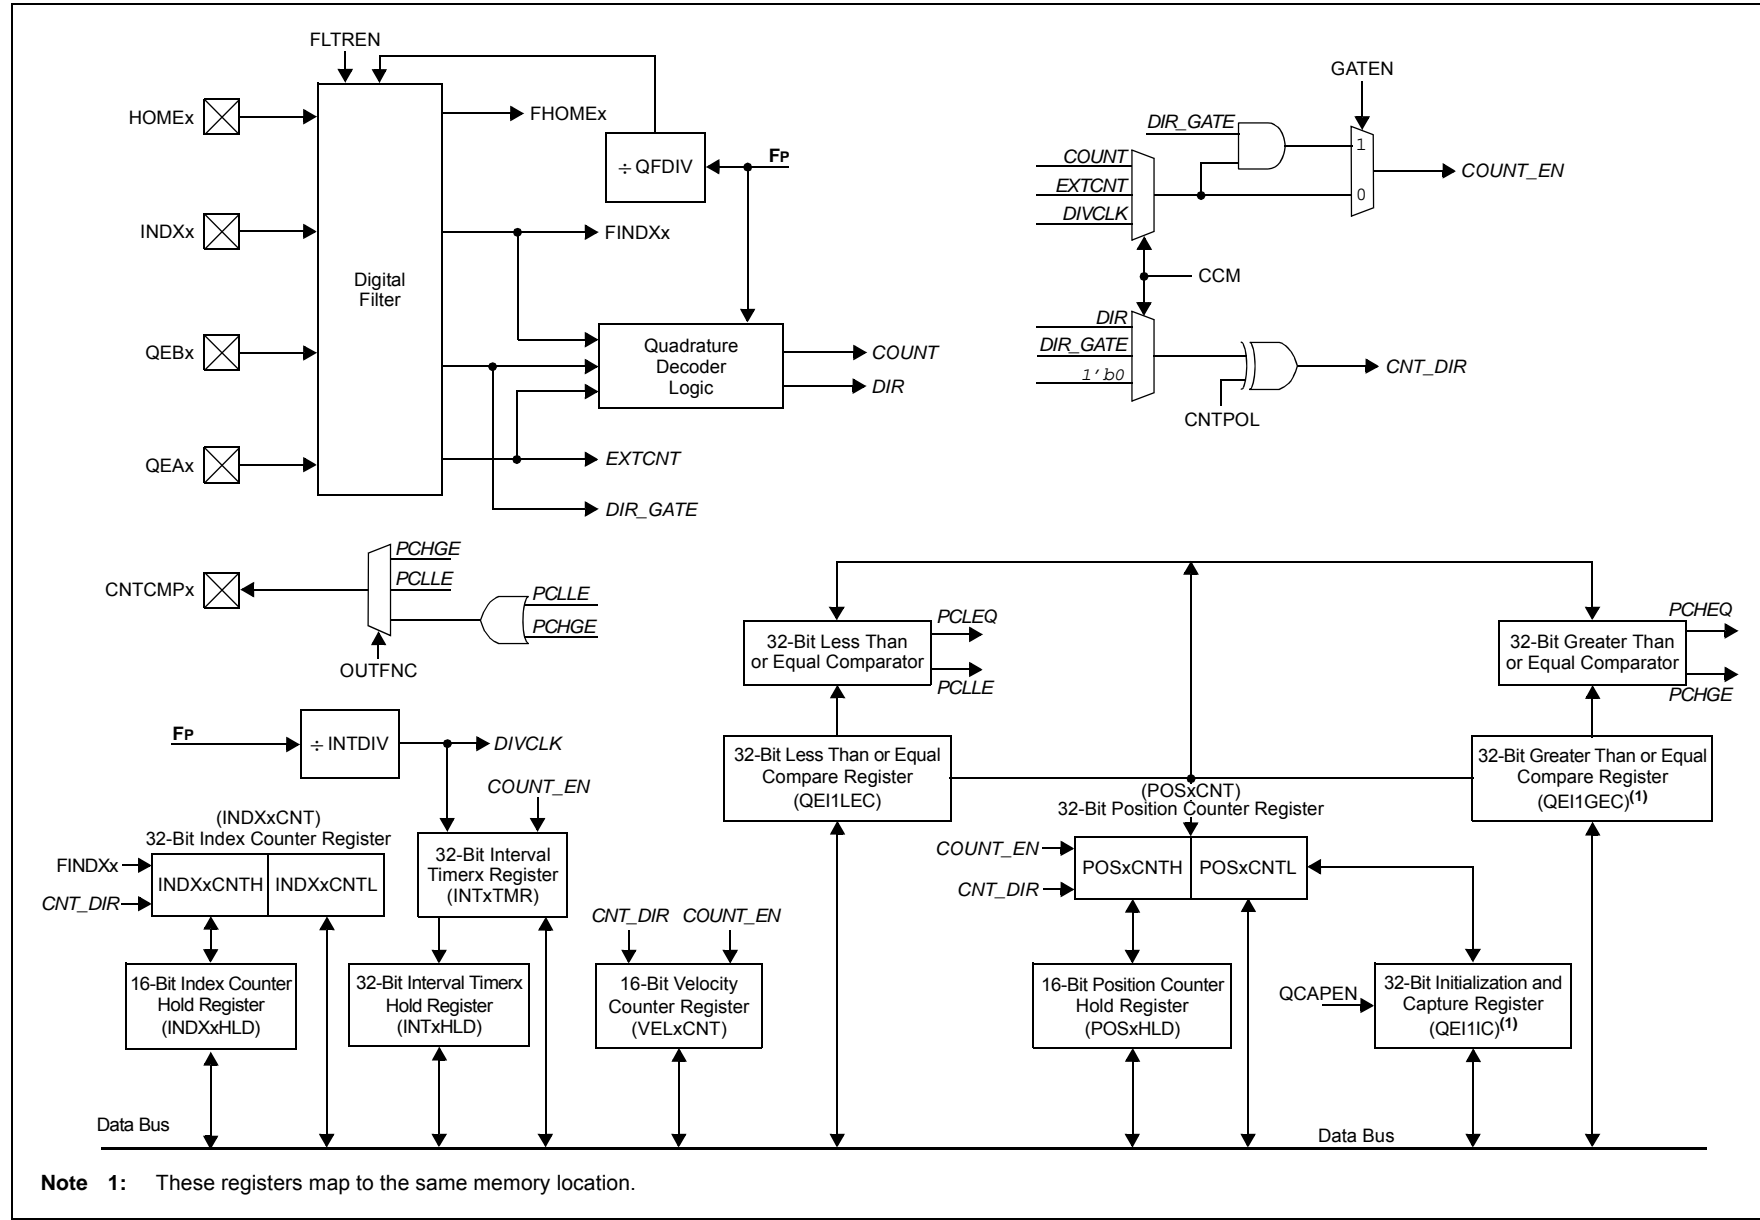 FLTREN
HOMEx
FHOMEx
÷ QFDIV
FP
INDXx
FINDXx
Digital
Filter
QEBx
Quadrature
Decoder
Logic
COUNT
DIR
QEAx
EXTCNT
DIR_GATE
GATEN
DIR_GATE
COUNT
EXTCNT
DIVCLK
1
0
COUNT_EN
CCM
DIR
DIR_GATE
1'b0
CNTPOL
CNT_DIR
CNTCMPx
PCHGE
PCLLE
PCLLE
PCHGE
OUTFNC
32-Bit Less Than
or Equal Comparator
PCLEQ
PCLLE
32-Bit Greater Than
or Equal Comparator
PCHEQ
PCHGE
FP
÷ INTDIV
DIVCLK
COUNT_EN
32-Bit Less Than or Equal
Compare Register
(QEI1LEC)
32-Bit Greater Than or Equal
Compare Register
(QEI1GEC)(1)
(INDXxCNT)
32-Bit Index Counter Register
FINDXx
CNT_DIR
INDXxCNTH
INDXxCNTL
32-Bit Interval
Timerx Register
(INTxTMR)
(POSxCNT)
32-Bit Position Counter Register
COUNT_EN
CNT_DIR
POSxCNTH
POSxCNTL
CNT_DIR
COUNT_EN
16-Bit Index Counter
Hold Register
(INDXxHLD)
32-Bit Interval Timerx
Hold Register
(INTxHLD)
16-Bit Velocity
Counter Register
(VELxCNT)
16-Bit Position Counter
Hold Register
(POSxHLD)
QCAPEN
32-Bit Initialization and
Capture Register
(QEI1IC)(1)
Data Bus
Data Bus
Note 1: These registers map to the same memory location.